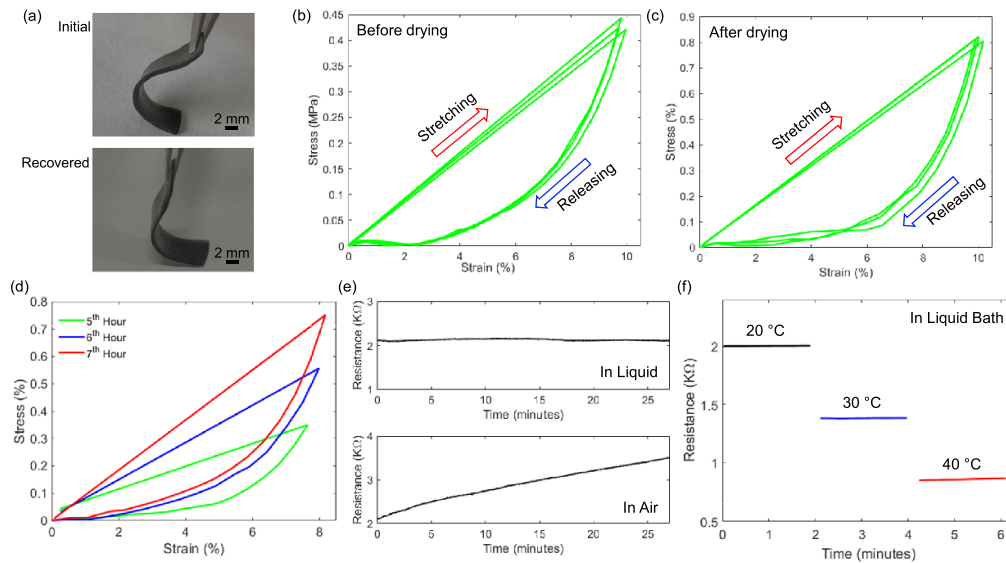 (a)
Initial
2 mm
Recovered
2 mm
(b)
Before drying
Stretching
Releasing
Stress (MPa)
0.45
0.4
0.35
0.3
0.25
0.2
0.15
0.1
0.05
0
0 2 4 6 8 10
Strain (%)
(c)
After drying
Stretching
Releasing
Stress (%)
0.9
0.8
0.7
0.6
0.5
0.4
0.3
0.2
0.1
0
0 2 4 6 8 10
Strain (%)
(d)
5th Hour
6th Hour
7th Hour
Stress (%)
0.8
0.7
0.6
0.5
0.4
0.3
0.2
0.1
0
0 2 4 6 8
Strain (%)
(e)
Resistance (KΩ)
3
2
1
In Liquid
0 5 10 15 20 25
Time (minutes)
Resistance (KΩ)
4
3
2
In Air
0 5 10 15 20 25
Time (minutes)
(f)
In Liquid Bath
20 °C
30 °C
40 °C
Resistance (KΩ)
2
1.5
1
0.5
0 1 2 3 4 5 6
Time (minutes)